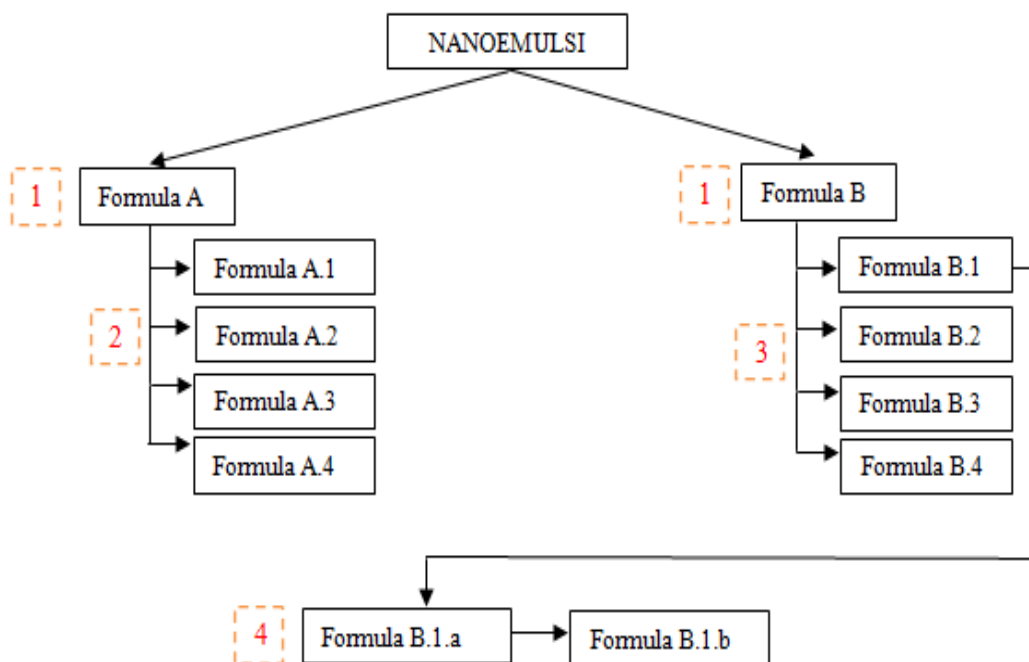 NANOEMULSI
1
Formula A
1
Formula B
Formula A.1
Formula A.2
Formula A.3
Formula A.4
2
Formula B.1
Formula B.2
Formula B.3
Formula B.4
3
4
Formula B.1.a
Formula B.1.b